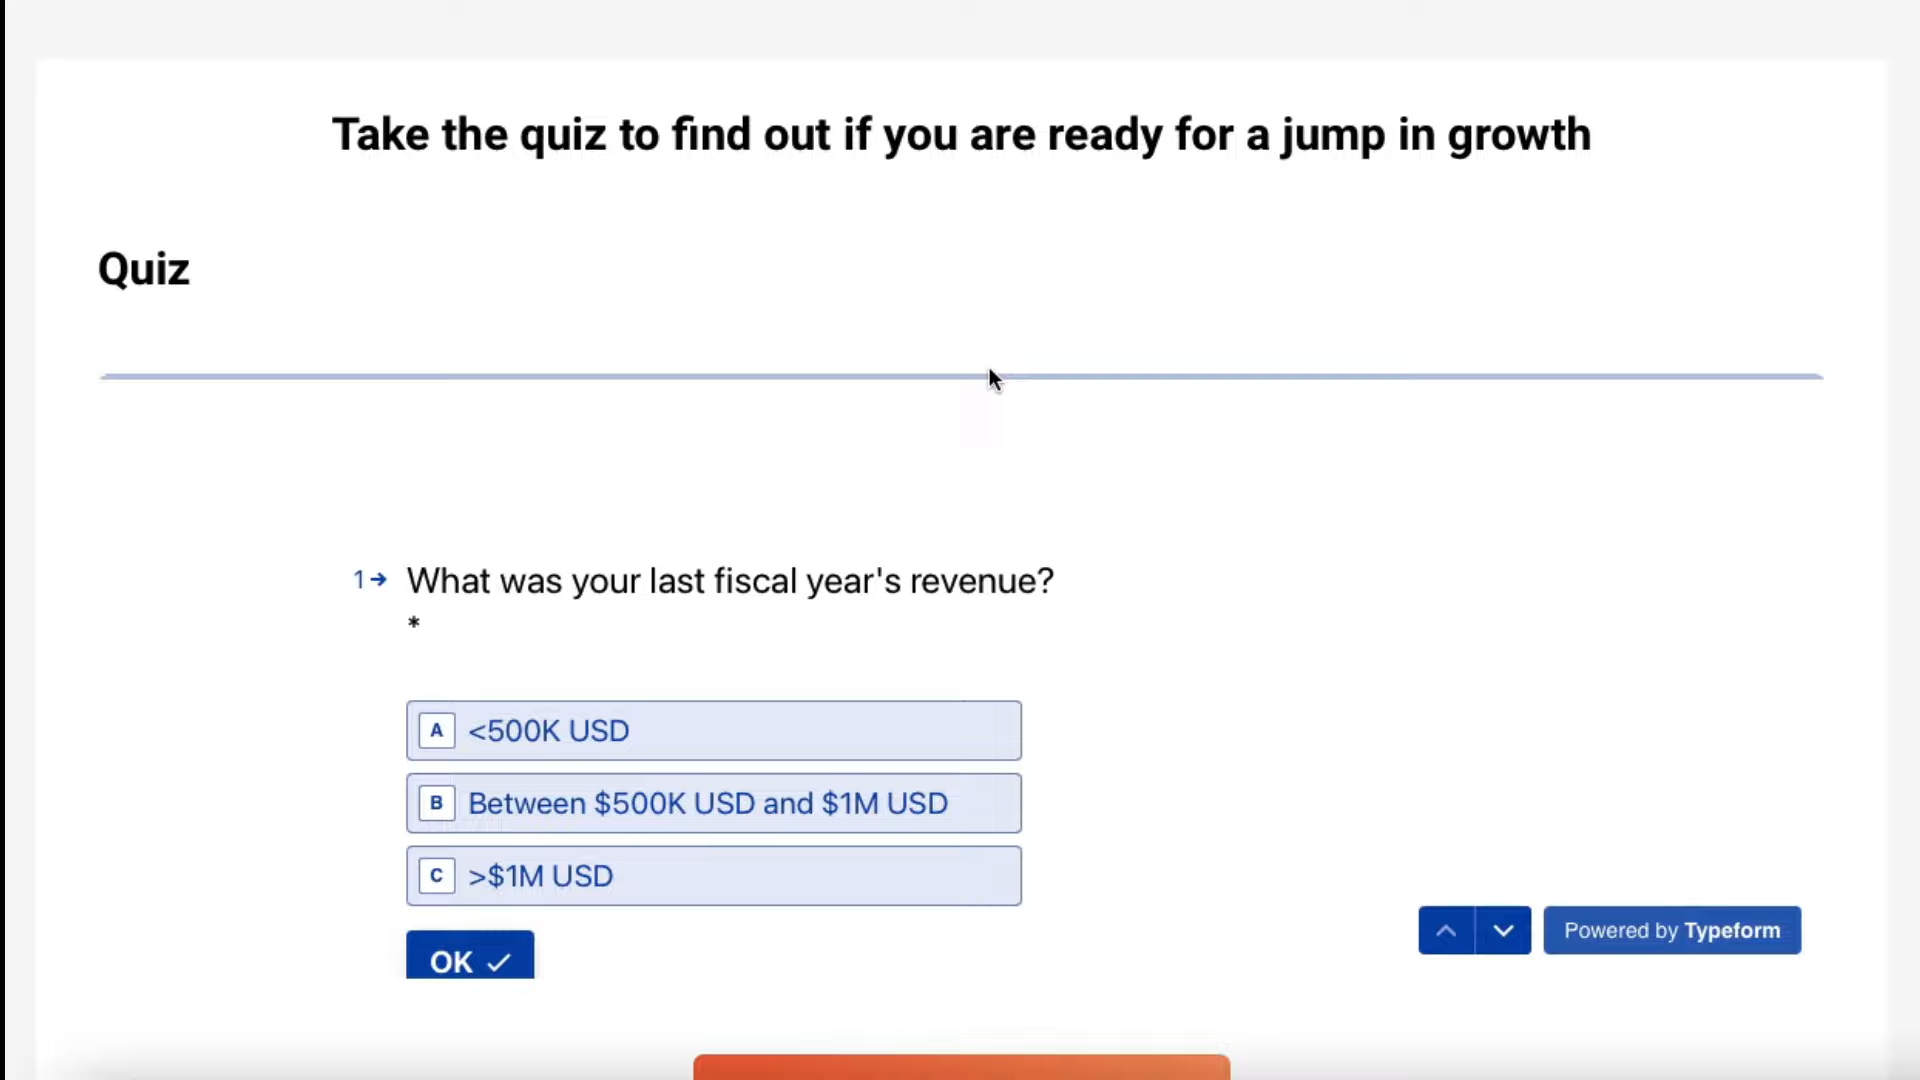 Take the quiz to find out if you are ready for a jump in growth
Quiz
1 → What was your last fiscal year's revenue?
*
A <500K USD
B Between $500K USD and $1M USD
C >$1M USD
OK ✓
Powered by Typeform